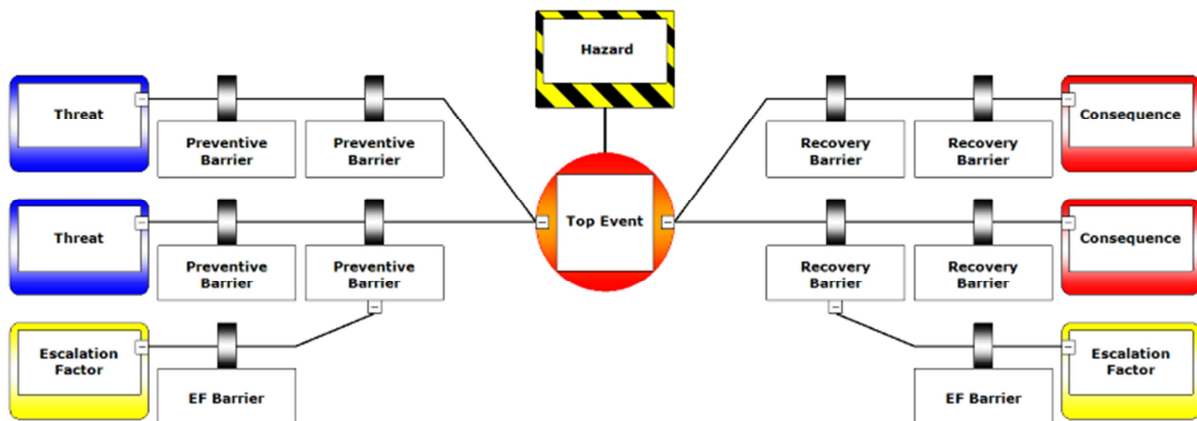 Hazard
Threat
Preventive
Barrier
Preventive
Barrier
Recovery
Barrier
Recovery
Barrier
Consequence
Top Event
Threat
Preventive
Barrier
Preventive
Barrier
Recovery
Barrier
Recovery
Barrier
Consequence
Escalation
Factor
EF Barrier
EF Barrier
Escalation
Factor